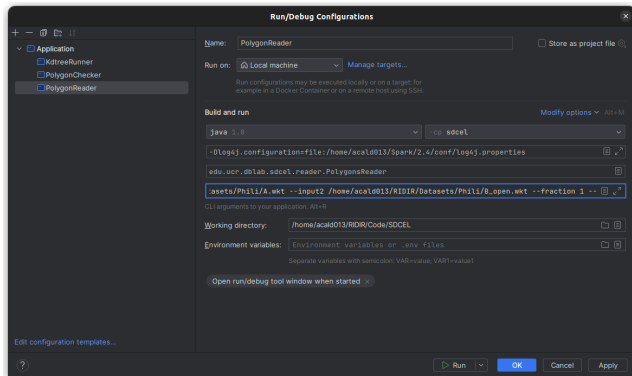 Run/Debug Configurations
Application
KdtreeRunner
PolygonChecker
PolygonReader
Edit configuration templates...
Name: PolygonReader
Store as project file
Run on: Local machine Manage targets...
Run configurations may be executed locally or on a target: for
example in a Docker Container or on a remote host using SSH.
Build and run Modify options Alt+M
java 1.8 -cp sdcel
-Dlog4j.configuration=file:/home/acald013/Spark/2.4/conf/log4j.properties
edu.ucr.dblab.sdcel.reader.PolygonsReader
:asets/Phili/A.wkt --input2 /home/acald013/RIDIR/Datasets/Phili/B_open.wkt --fraction 1 --
CLI arguments to your application. Alt+R
Working directory: /home/acald013/RIDIR/Code/SDCEL
Environment variables: Environment variables or .env files
Separate variables with semicolon: VAR=value; VAR1=value1
Open run/debug tool window when started ×
? Run OK Cancel Apply